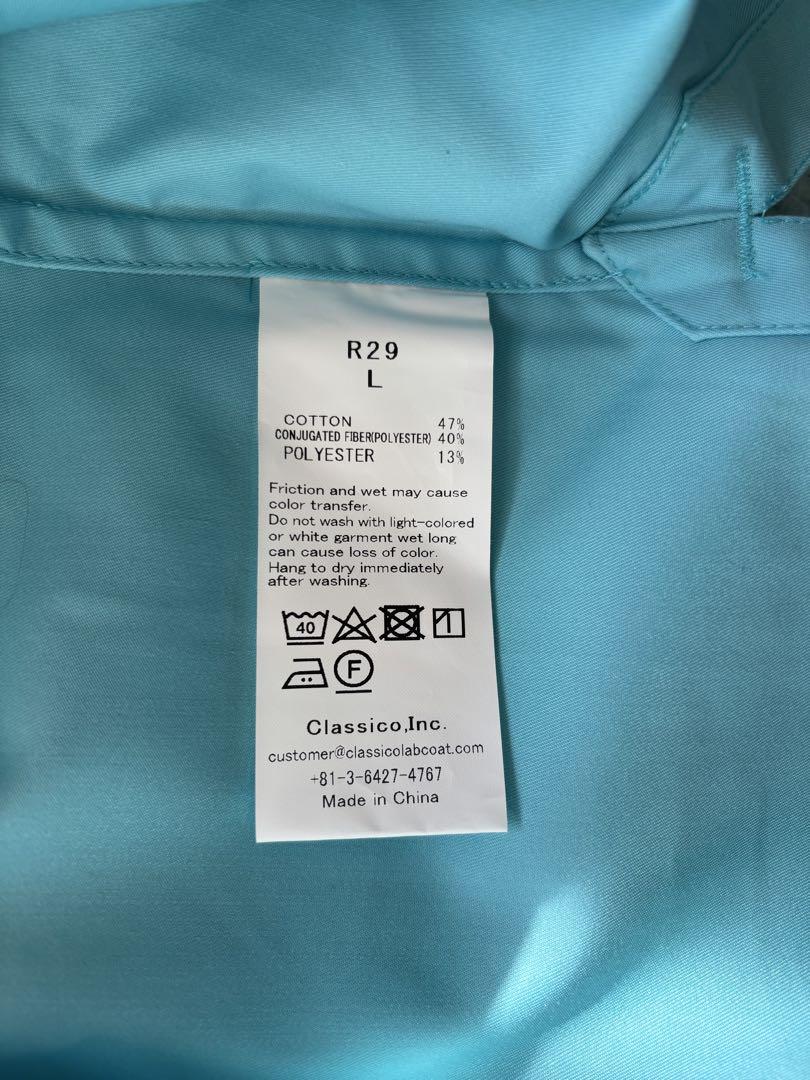 R29
L
COTTON 47%
CONJUGATED FIBER(POLYESTER) 40%
POLYESTER 13%
Friction and wet may cause
color transfer.
Do not wash with light-colored
or white garment wet long
can cause loss of color.
Hang to dry immediately
after washing.
40
F
Classico,Inc.
customer@classicolabcoat.com
+81-3-6427-4767
Made in China